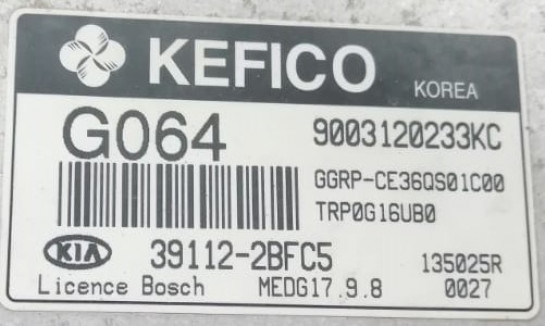 KEFICO KOREA
G064 9003120233KC
GGRP-CE36QS01C00
TRP0G16UB0
KIA 39112-2BFC5 135025R
Licence Bosch MEDG17.9.8 0027